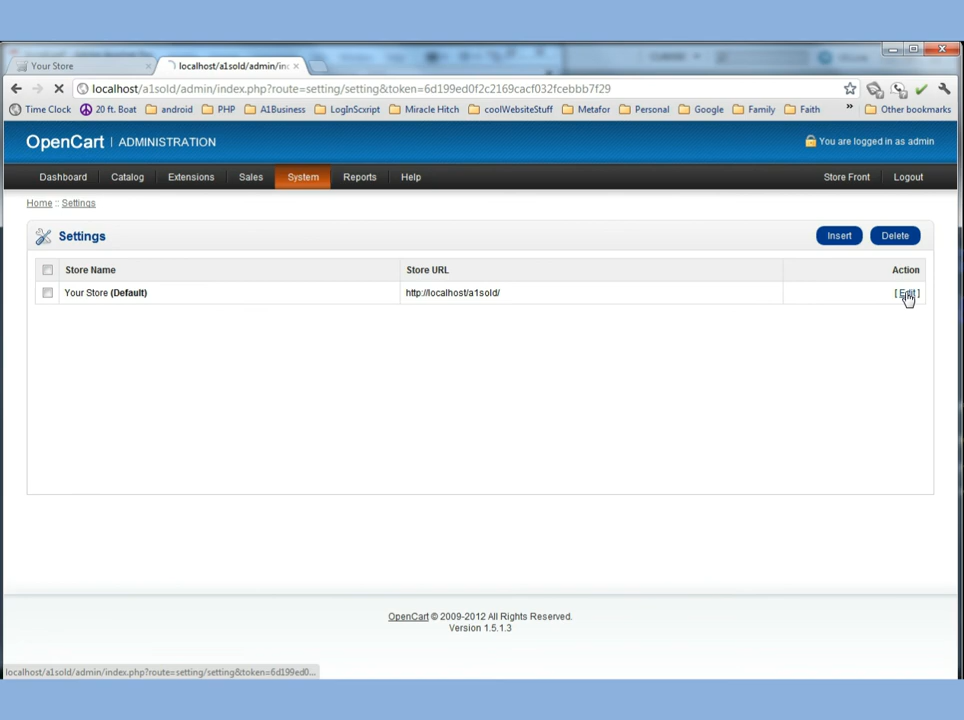 Your Store
localhost/a1sold/admin/in
localhost/a1sold/admin/index.php?route=setting/setting&token=6d199ed0f2c2169cacf032fcebbb7f29
Time Clock 20 ft. Boat android PHP A1Business LogInScxript Miracle Hitch coolWebsiteStuff Metafor Personal Google Family Faith » Other bookmarks
OpenCart | ADMINISTRATION You are logged in as admin
Dashboard Catalog Extensions Sales System Reports Help Store Front Logout
Home :: Settings
Settings Insert Delete
Store Name Store URL Action
Your Store (Default) http://localhost/a1sold/ [ Edit ]
OpenCart © 2009-2012 All Rights Reserved.
Version 1.5.1.3
localhost/a1sold/admin/index.php?route=setting/setting&token=6d199ed0...